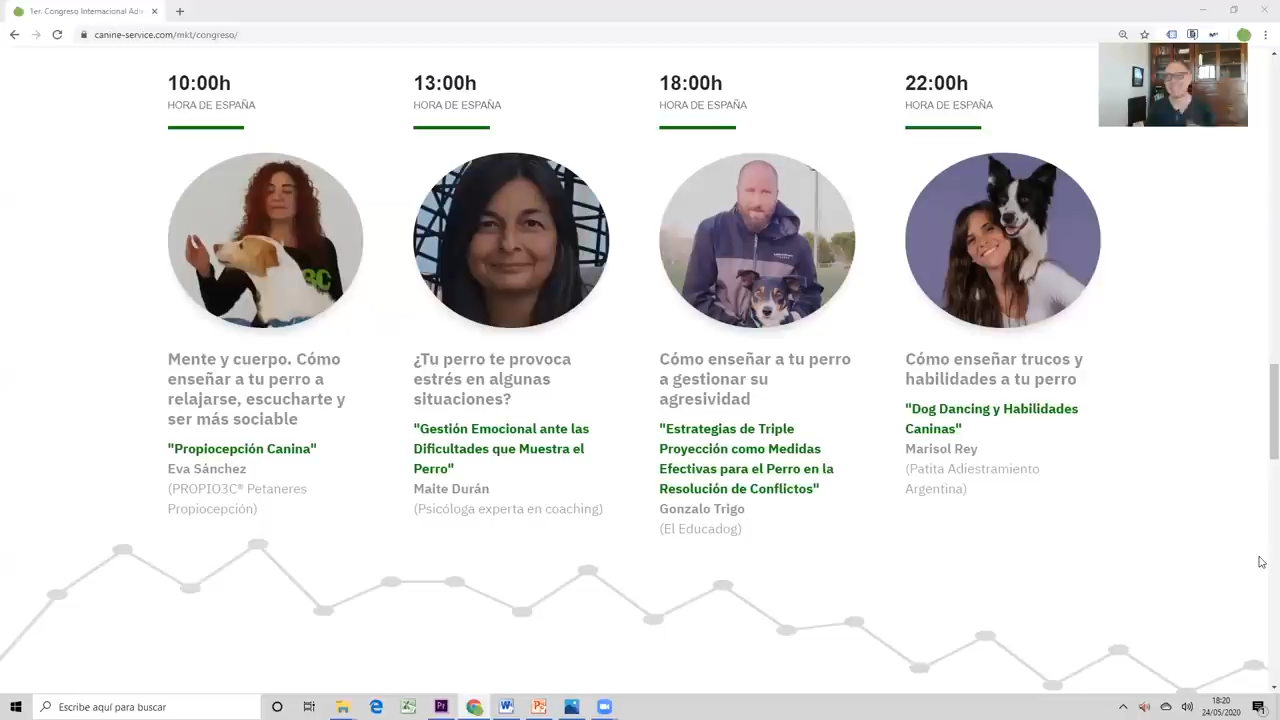 1er. Congreso Internacional Adie
canine-service.com/mkt/congreso/
10:00h
HORA DE ESPAÑA
13:00h
HORA DE ESPAÑA
18:00h
HORA DE ESPAÑA
22:00h
HORA DE ESPAÑA
3C
Mente y cuerpo. Cómo
enseñar a tu perro a
relajarse, escucharte y
ser más sociable
"Propiocepción Canina"
Eva Sánchez
(PROPIO3C® Petaneres
Propiocepción)
¿Tu perro te provoca
estrés en algunas
situaciones?
"Gestión Emocional ante las
Dificultades que Muestra el
Perro"
Maite Durán
(Psicóloga experta en coaching)
Cómo enseñar a tu perro
a gestionar su
agresividad
"Estrategias de Triple
Proyección como Medidas
Efectivas para el Perro en la
Resolución de Conflictos"
Gonzalo Trigo
(El Educadog)
Cómo enseñar trucos y
habilidades a tu perro
"Dog Dancing y Habilidades
Caninas"
Marisol Rey
(Patita Adiestramiento
Argentina)
Escribe aquí para buscar
18:20
24/05/2020